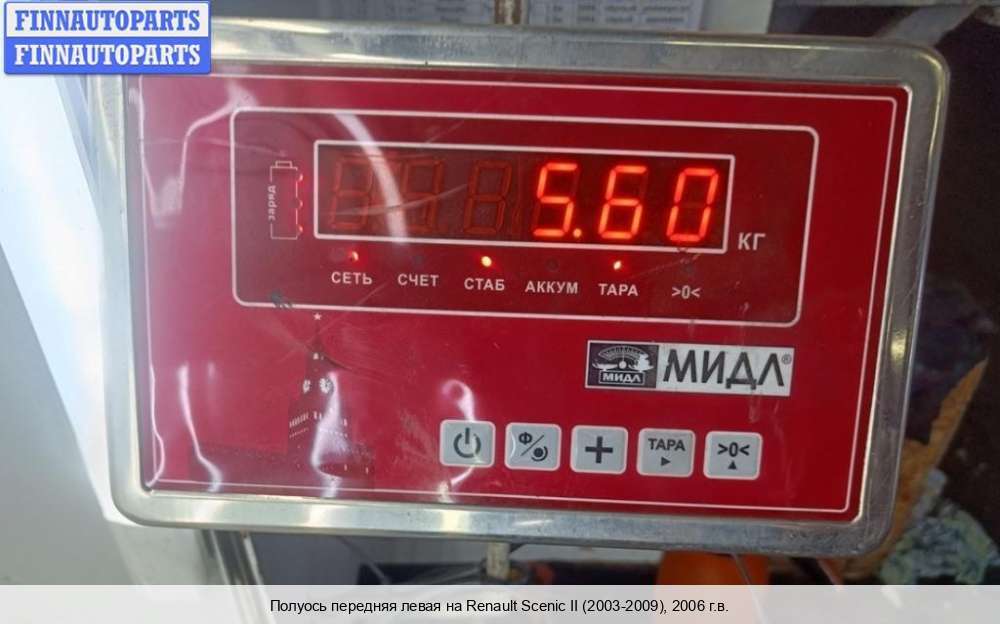 FINNAUTOPARTS
FINNAUTOPARTS
заряд
5.60
КГ
СЕТЬ СЧЕТ СТАБ АККУМ ТАРА >0<
МИДЛ МИДЛ®
Ф ТАРА >0<
Полуось передняя левая на Renault Scenic II (2003-2009), 2006 г.в.